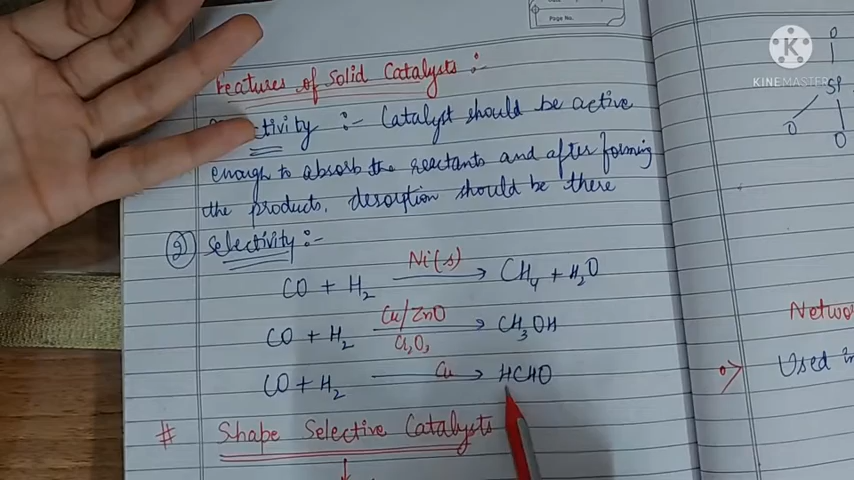 Page No.
KINEMASTER
Features of Solid Catalysts :-
:- Catalyst should be active
enough to absorb the reactants and after forming
the products, desorption should be there
② Selectivity :-
CO + H2 Ni(s) → CH4 + H2O
CO + H2 Cu/ZnO Cr2O3 → CH3OH
CO + H2 Cu → HCHO
# Shape Selective Catalysts
O
Si
O
O
Used in